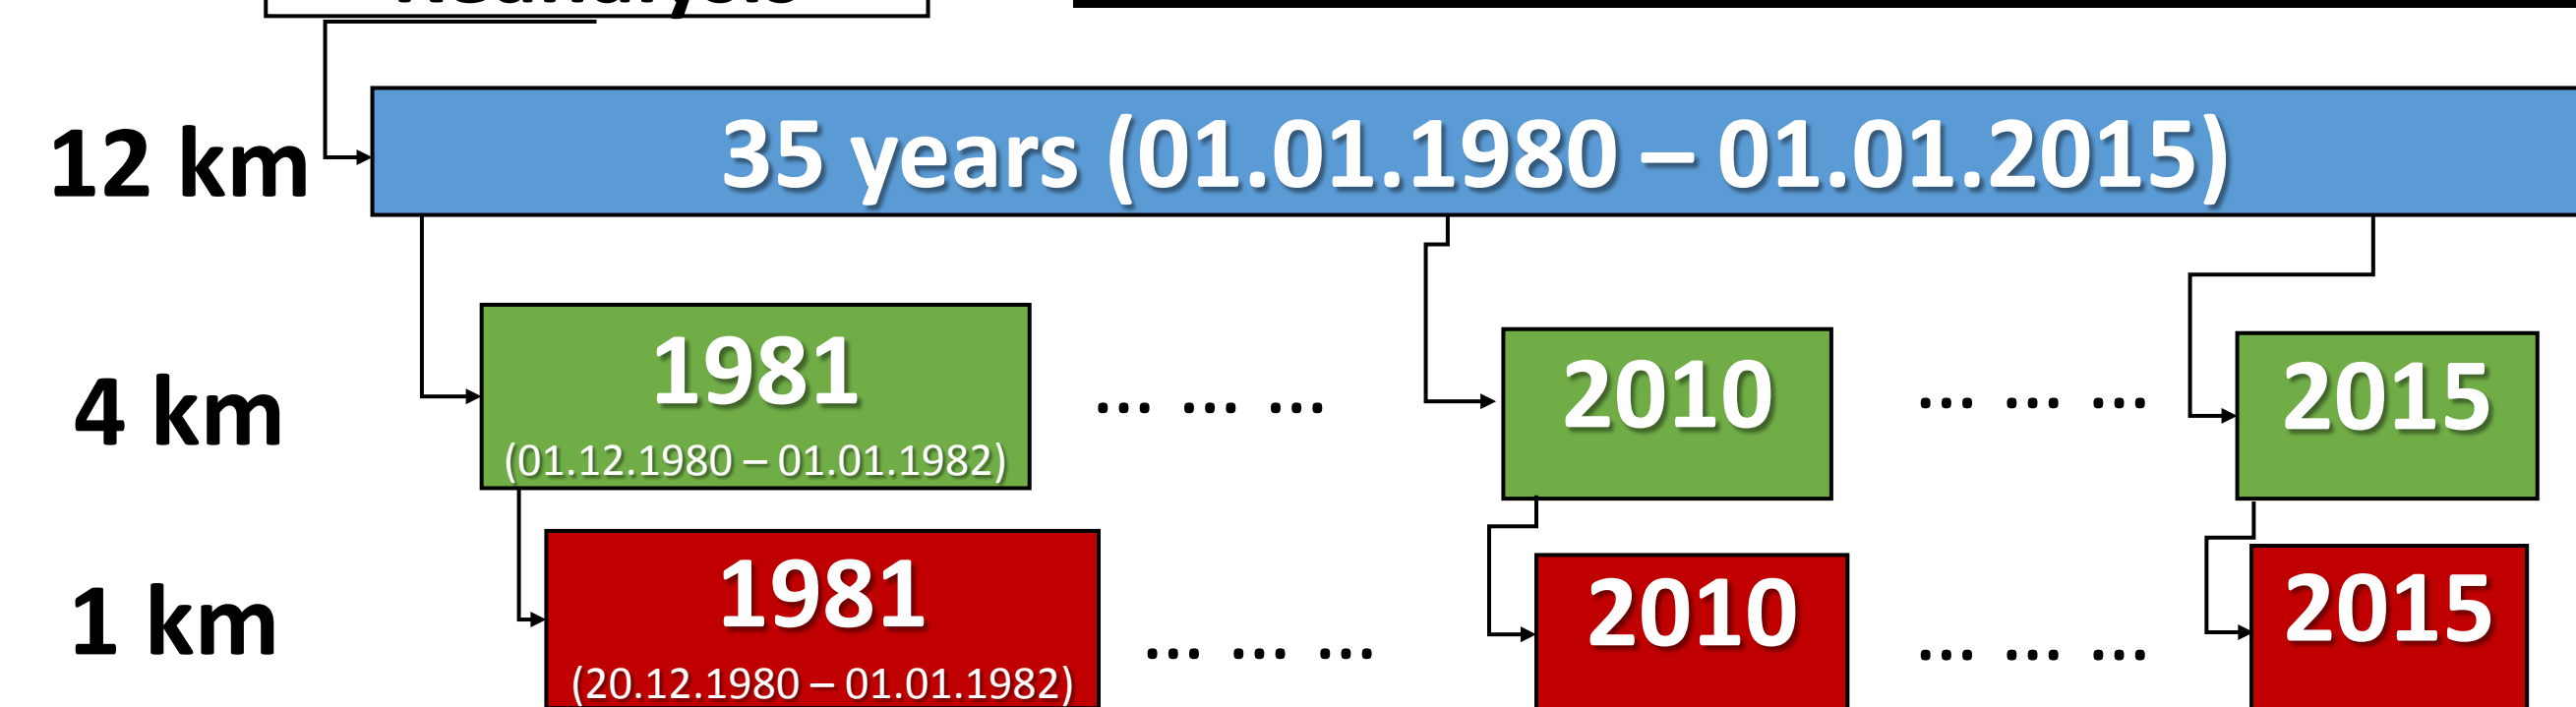 12 km
35 years (01.01.1980 – 01.01.2015)
4 km
1981
(01.12.1980 – 01.01.1982)
... ... ...
2010
... ... ...
2015
1 km
1981
(20.12.1980 – 01.01.1982)
... ... ...
2010
... ... ...
2015